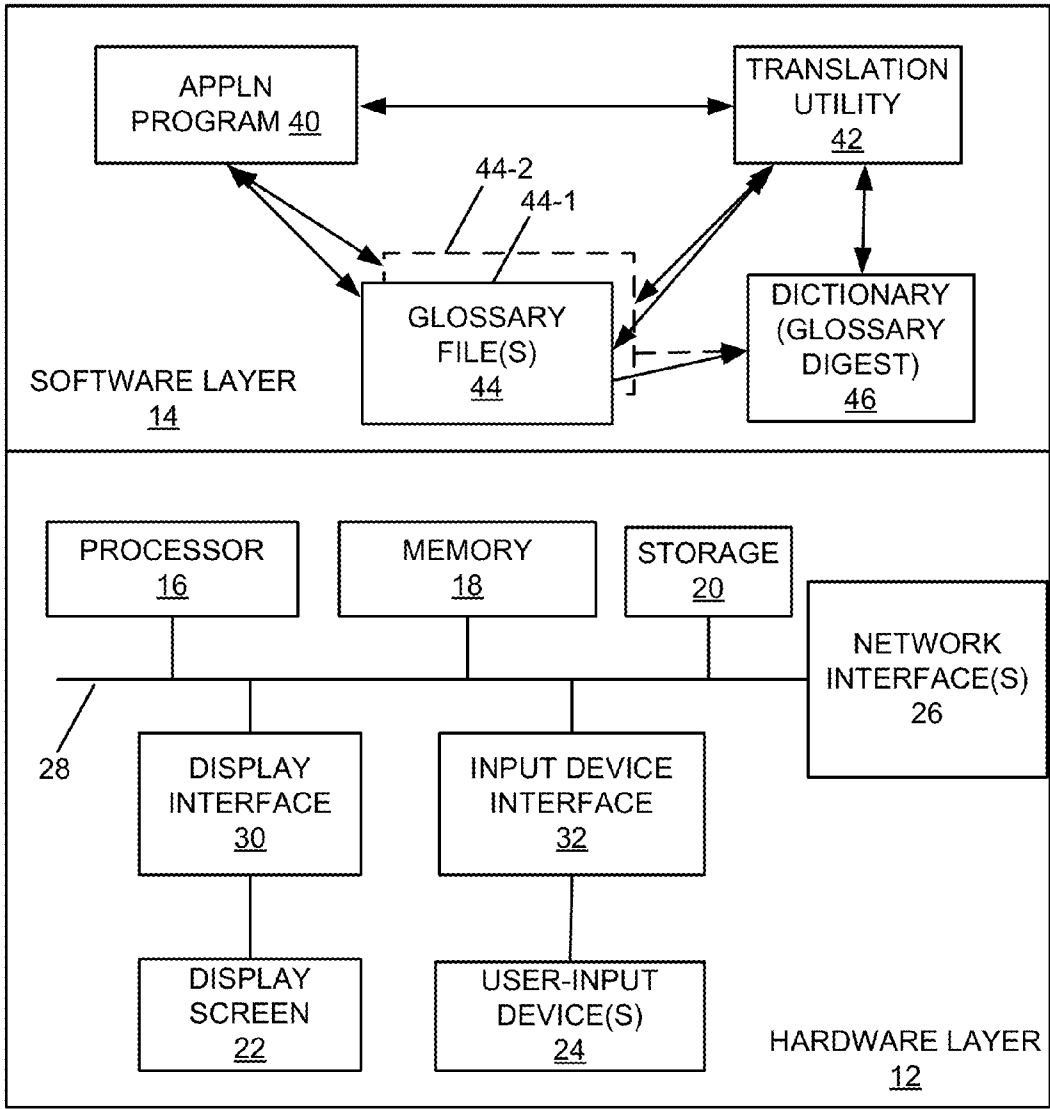 APPLN
PROGRAM 40
TRANSLATION
UTILITY
42
44-2
44-1
GLOSSARY
FILE(S)
44
DICTIONARY
(GLOSSARY
DIGEST)
46
SOFTWARE LAYER
14
PROCESSOR
16
MEMORY
18
STORAGE
20
NETWORK
INTERFACE(S)
26
28
DISPLAY
INTERFACE
30
INPUT DEVICE
INTERFACE
32
DISPLAY
SCREEN
22
USER-INPUT
DEVICE(S)
24
HARDWARE LAYER
12